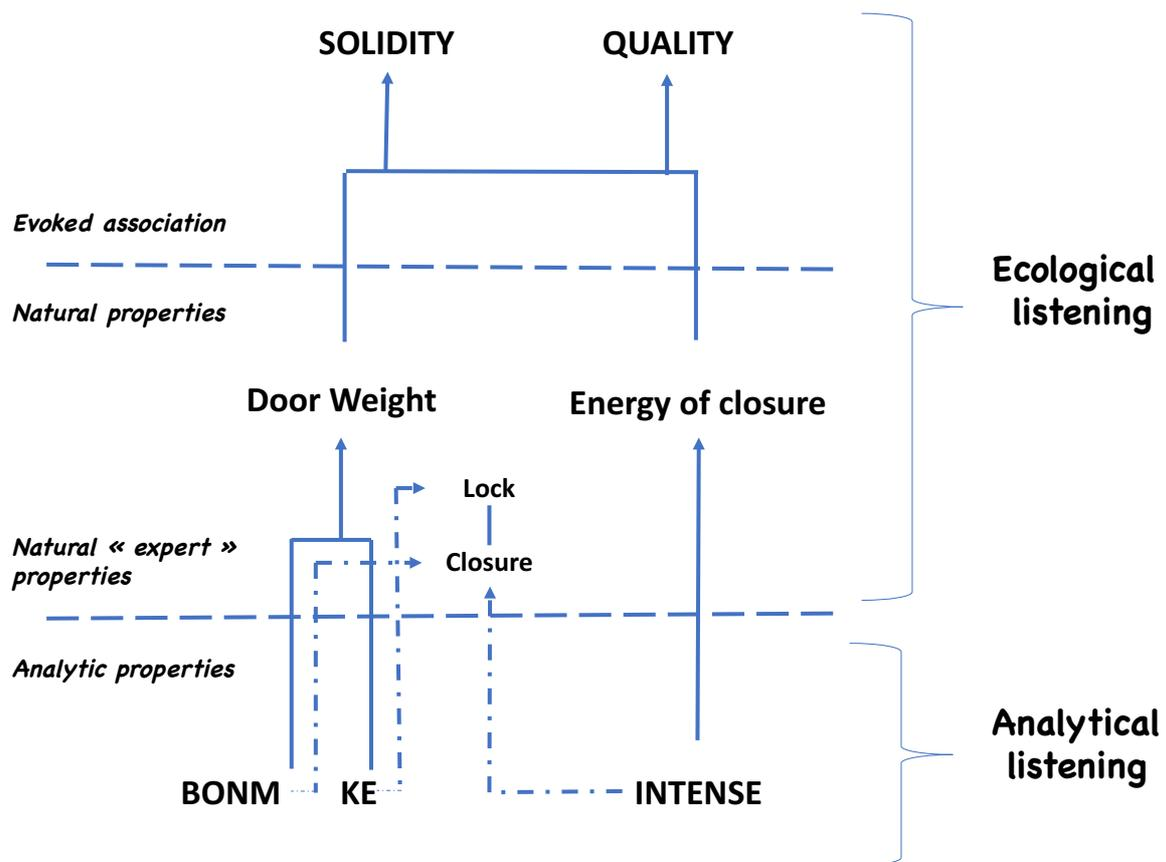 SOLIDITY
QUALITY
Evoked association
Natural properties
Ecological
listening
Door Weight
Energy of closure
Lock
Natural « expert »
properties
Closure
Analytic properties
Analytical
listening
BONM
KE
INTENSE